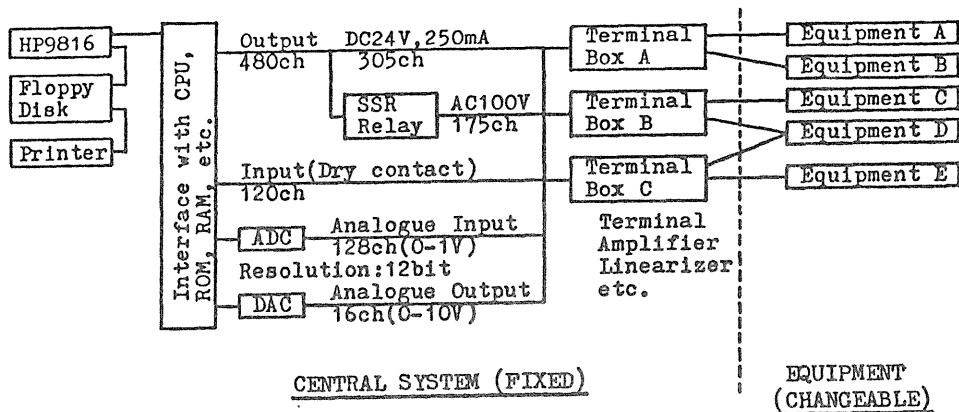 HP9816
Floppy
Disk
Printer
Interface with CPU,
ROM, RAM, etc.
Output
480ch
DC24V, 250mA
305ch
SSR
Relay
AC100V
175ch
Input(Dry contact)
120ch
ADC
Analogue Input
128ch(0-1V)
Resolution:12bit
DAC
Analogue Output
16ch(0-10V)
Terminal
Box A
Terminal
Box B
Terminal
Box C
Terminal
Amplifier
Linearizer
etc.
Equipment A
Equipment B
Equipment C
Equipment D
Equipment E
CENTRAL SYSTEM (FIXED)
EQUIPMENT
(CHANGEABLE)